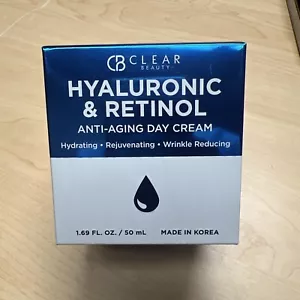 CB CLEAR
BEAUTY
HYALURONIC
& RETINOL
ANTI-AGING DAY CREAM
Hydrating • Rejuvenating • Wrinkle Reducing
1.69 FL. OZ. / 50 mL MADE IN KOREA